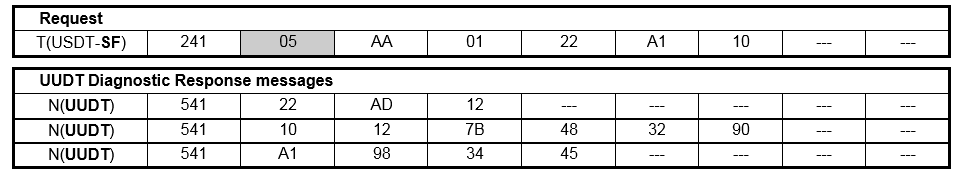 Request
T(USDT-SF) 241 05 AA 01 22 A1 10 --- ---
UUDT Diagnostic Response messages
N(UUDT) 541 22 AD 12 --- --- --- --- ---
N(UUDT) 541 10 12 7B 48 32 90 --- ---
N(UUDT) 541 A1 98 34 45 --- --- --- ---